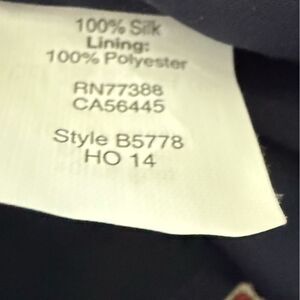 100% Silk
Lining:
100% Polyester
RN77388
CA56445
Style B5778
HO 14